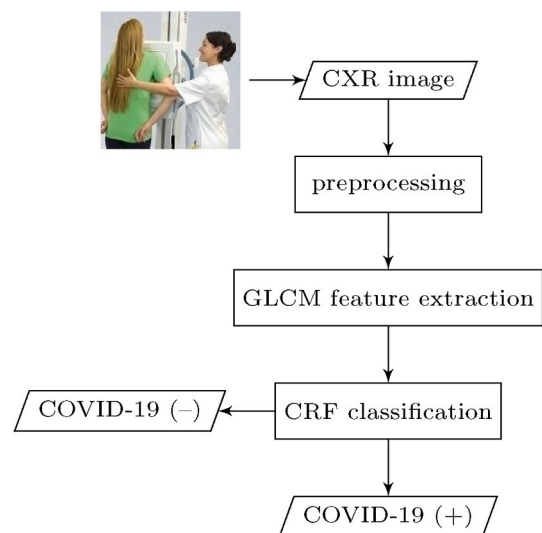 CXR image
preprocessing
GLCM feature extraction
CRF classification
COVID-19 (–)
COVID-19 (+)